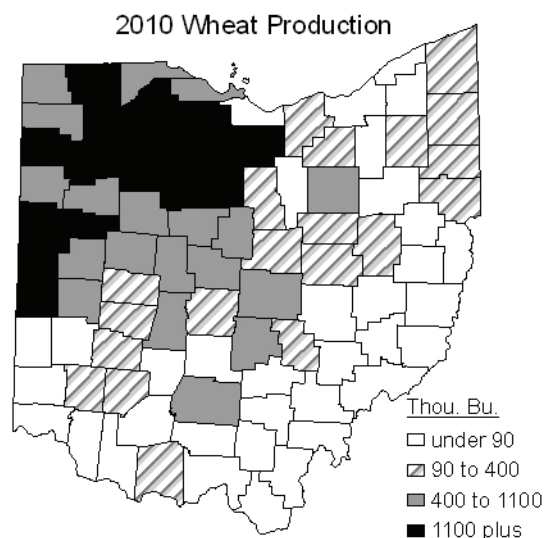 2010 Wheat Production
Thou. Bu.
under 90
90 to 400
400 to 1100
1100 plus